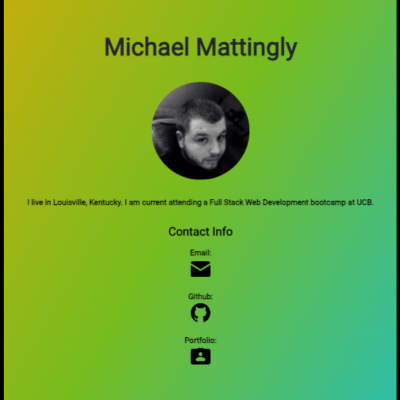 Michael Mattingly
I live in Louisville, Kentucky. I am current attending a Full Stack Web Development bootcamp at UCB.
Contact Info
Email:
Github:
Portfolio: